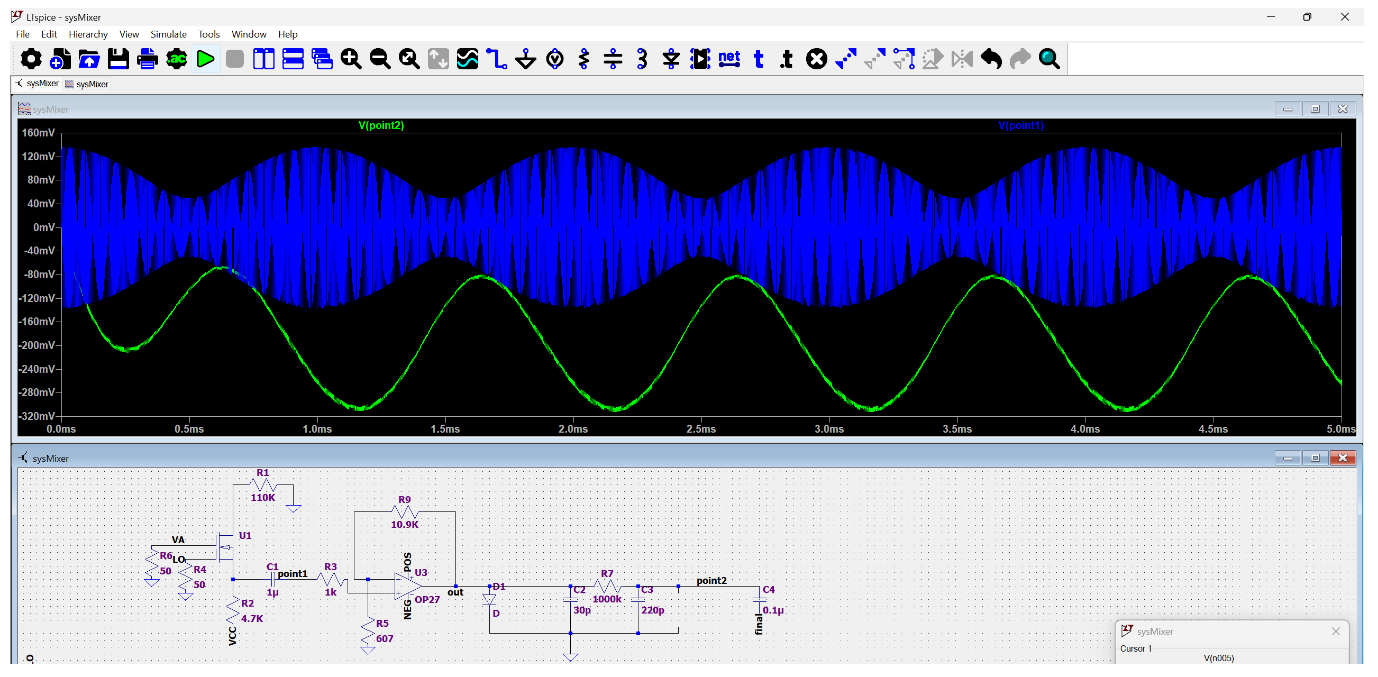 LTspice - sysMixer
File Edit Hierarchy View Simulate Tools Window Help
.ac net t .t
sysMixer sysMixer
sysMixer
V(point2) V(point1)
160mV
120mV
80mV
40mV
0mV
-40mV
-80mV
-120mV
-160mV
-200mV
-240mV
-280mV
-320mV
0.0ms 0.5ms 1.0ms 1.5ms 2.0ms 2.5ms 3.0ms 3.5ms 4.0ms 4.5ms 5.0ms
sysMixer
R1
110K
R9
10.9K
VA
U1
R6
50
LO
R4
50
C1
point1
1µ
R3
1k
POS
U3
OP27
NEG
out
R2
4.7K
VCC
R5
607
D1
D
C2
30p
R7
1000k
C3
220p
point2
C4
0.1µ
final
LO
sysMixer
Cursor 1
V(n005)